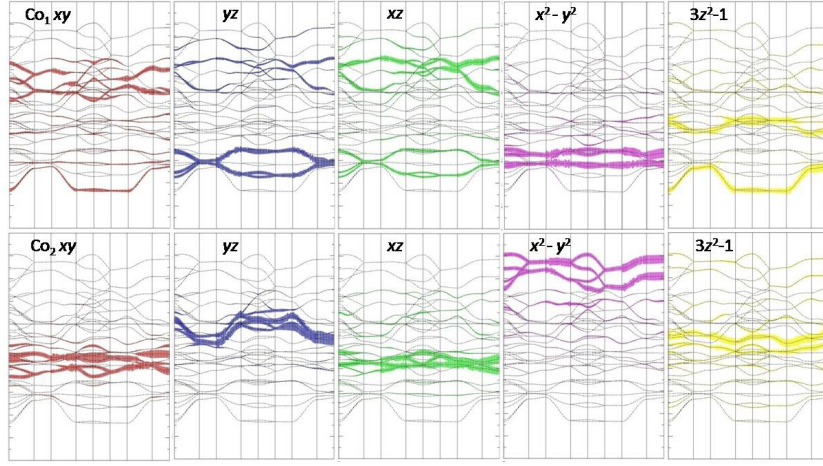 Co₁ xy
yz
xz
x² - y²
3z²-1
Co₂ xy
yz
xz
x² - y²
3z²-1